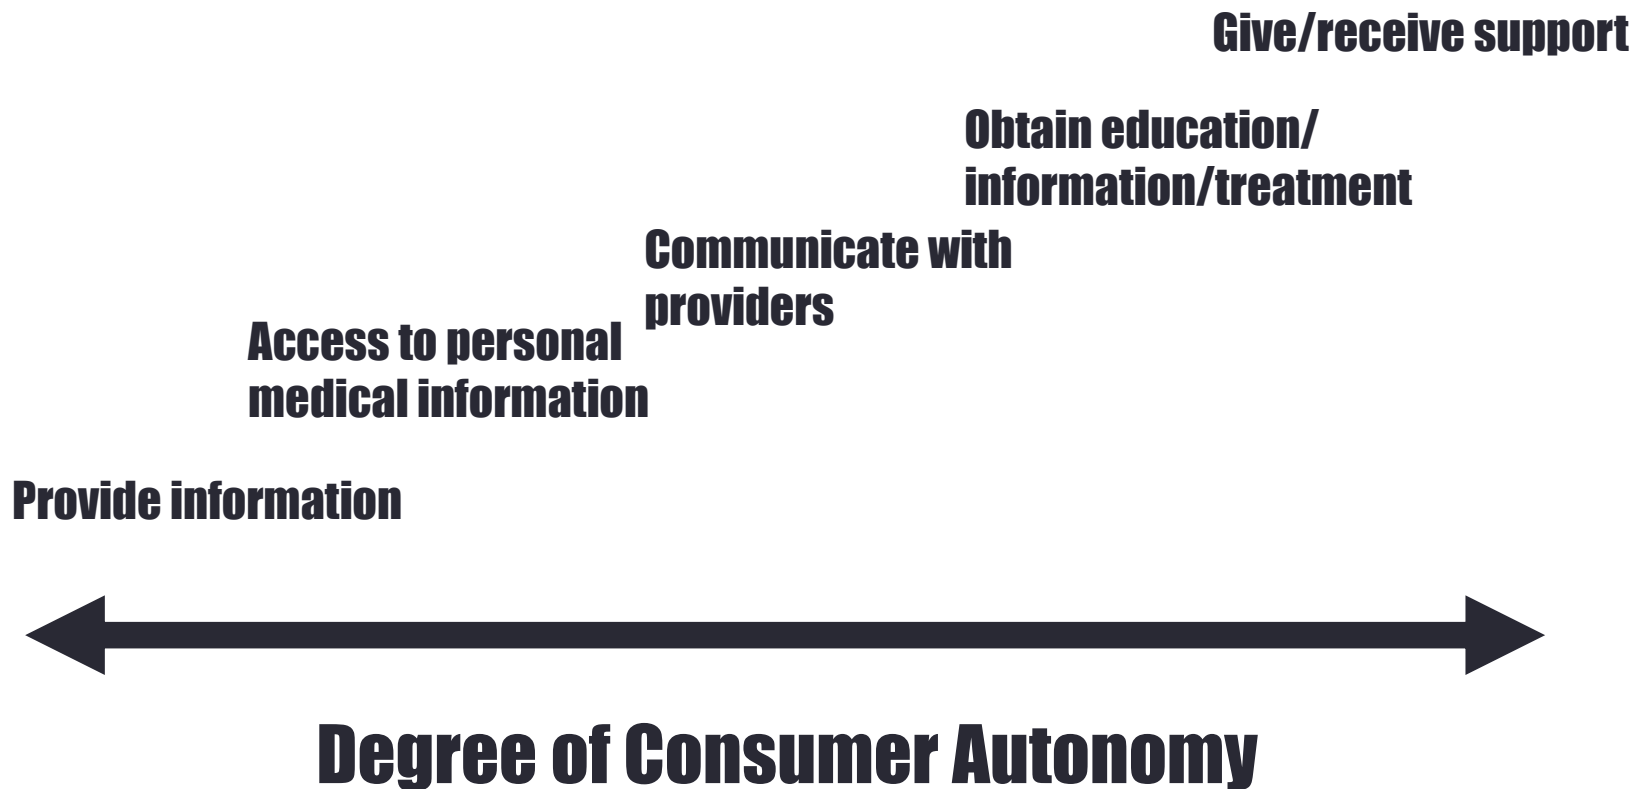 Give/receive support
Obtain education/
information/treatment
Communicate with
providers
Access to personal
medical information
Provide information
Degree of Consumer Autonomy